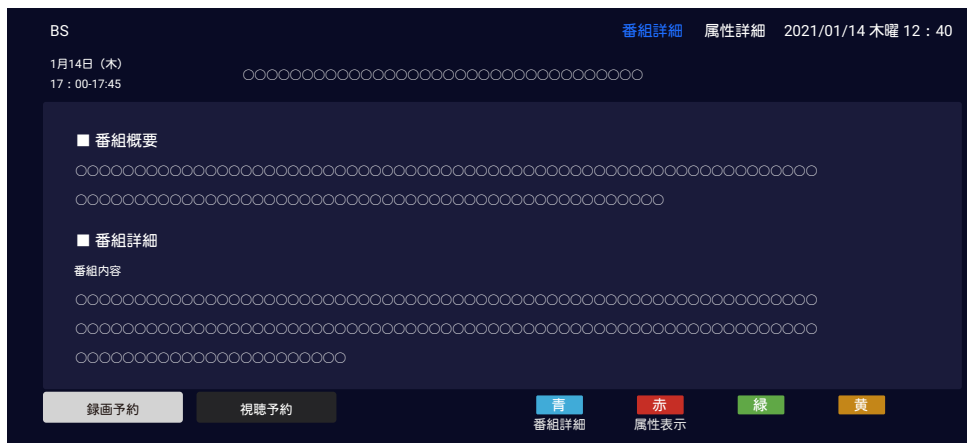 BS 番組詳細 属性詳細 2021/01/14 木曜 12：40
1月14日（木）
17：00-17:45
○○○○○○○○○○○○○○○○○○○○○○○○○○○○○○○○○○
■ 番組概要
○○○○○○○○○○○○○○○○○○○○○○○○○○○○○○○○○○○○○○○○○○○○○○○○○○○○○○○○○○○○○○○
○○○○○○○○○○○○○○○○○○○○○○○○○○○○○○○○○○○○○○○○○○○○○○○○○○
■ 番組詳細
番組内容
○○○○○○○○○○○○○○○○○○○○○○○○○○○○○○○○○○○○○○○○○○○○○○○○○○○○○○○○○○○○○○○
○○○○○○○○○○○○○○○○○○○○○○○○○○○○○○○○○○○○○○○○○○○○○○○○○○○○○○○○○○○○○○○
○○○○○○○○○○○○○○○○○○○○○○○
録画予約 視聴予約 青 赤 緑 黄
番組詳細 属性表示